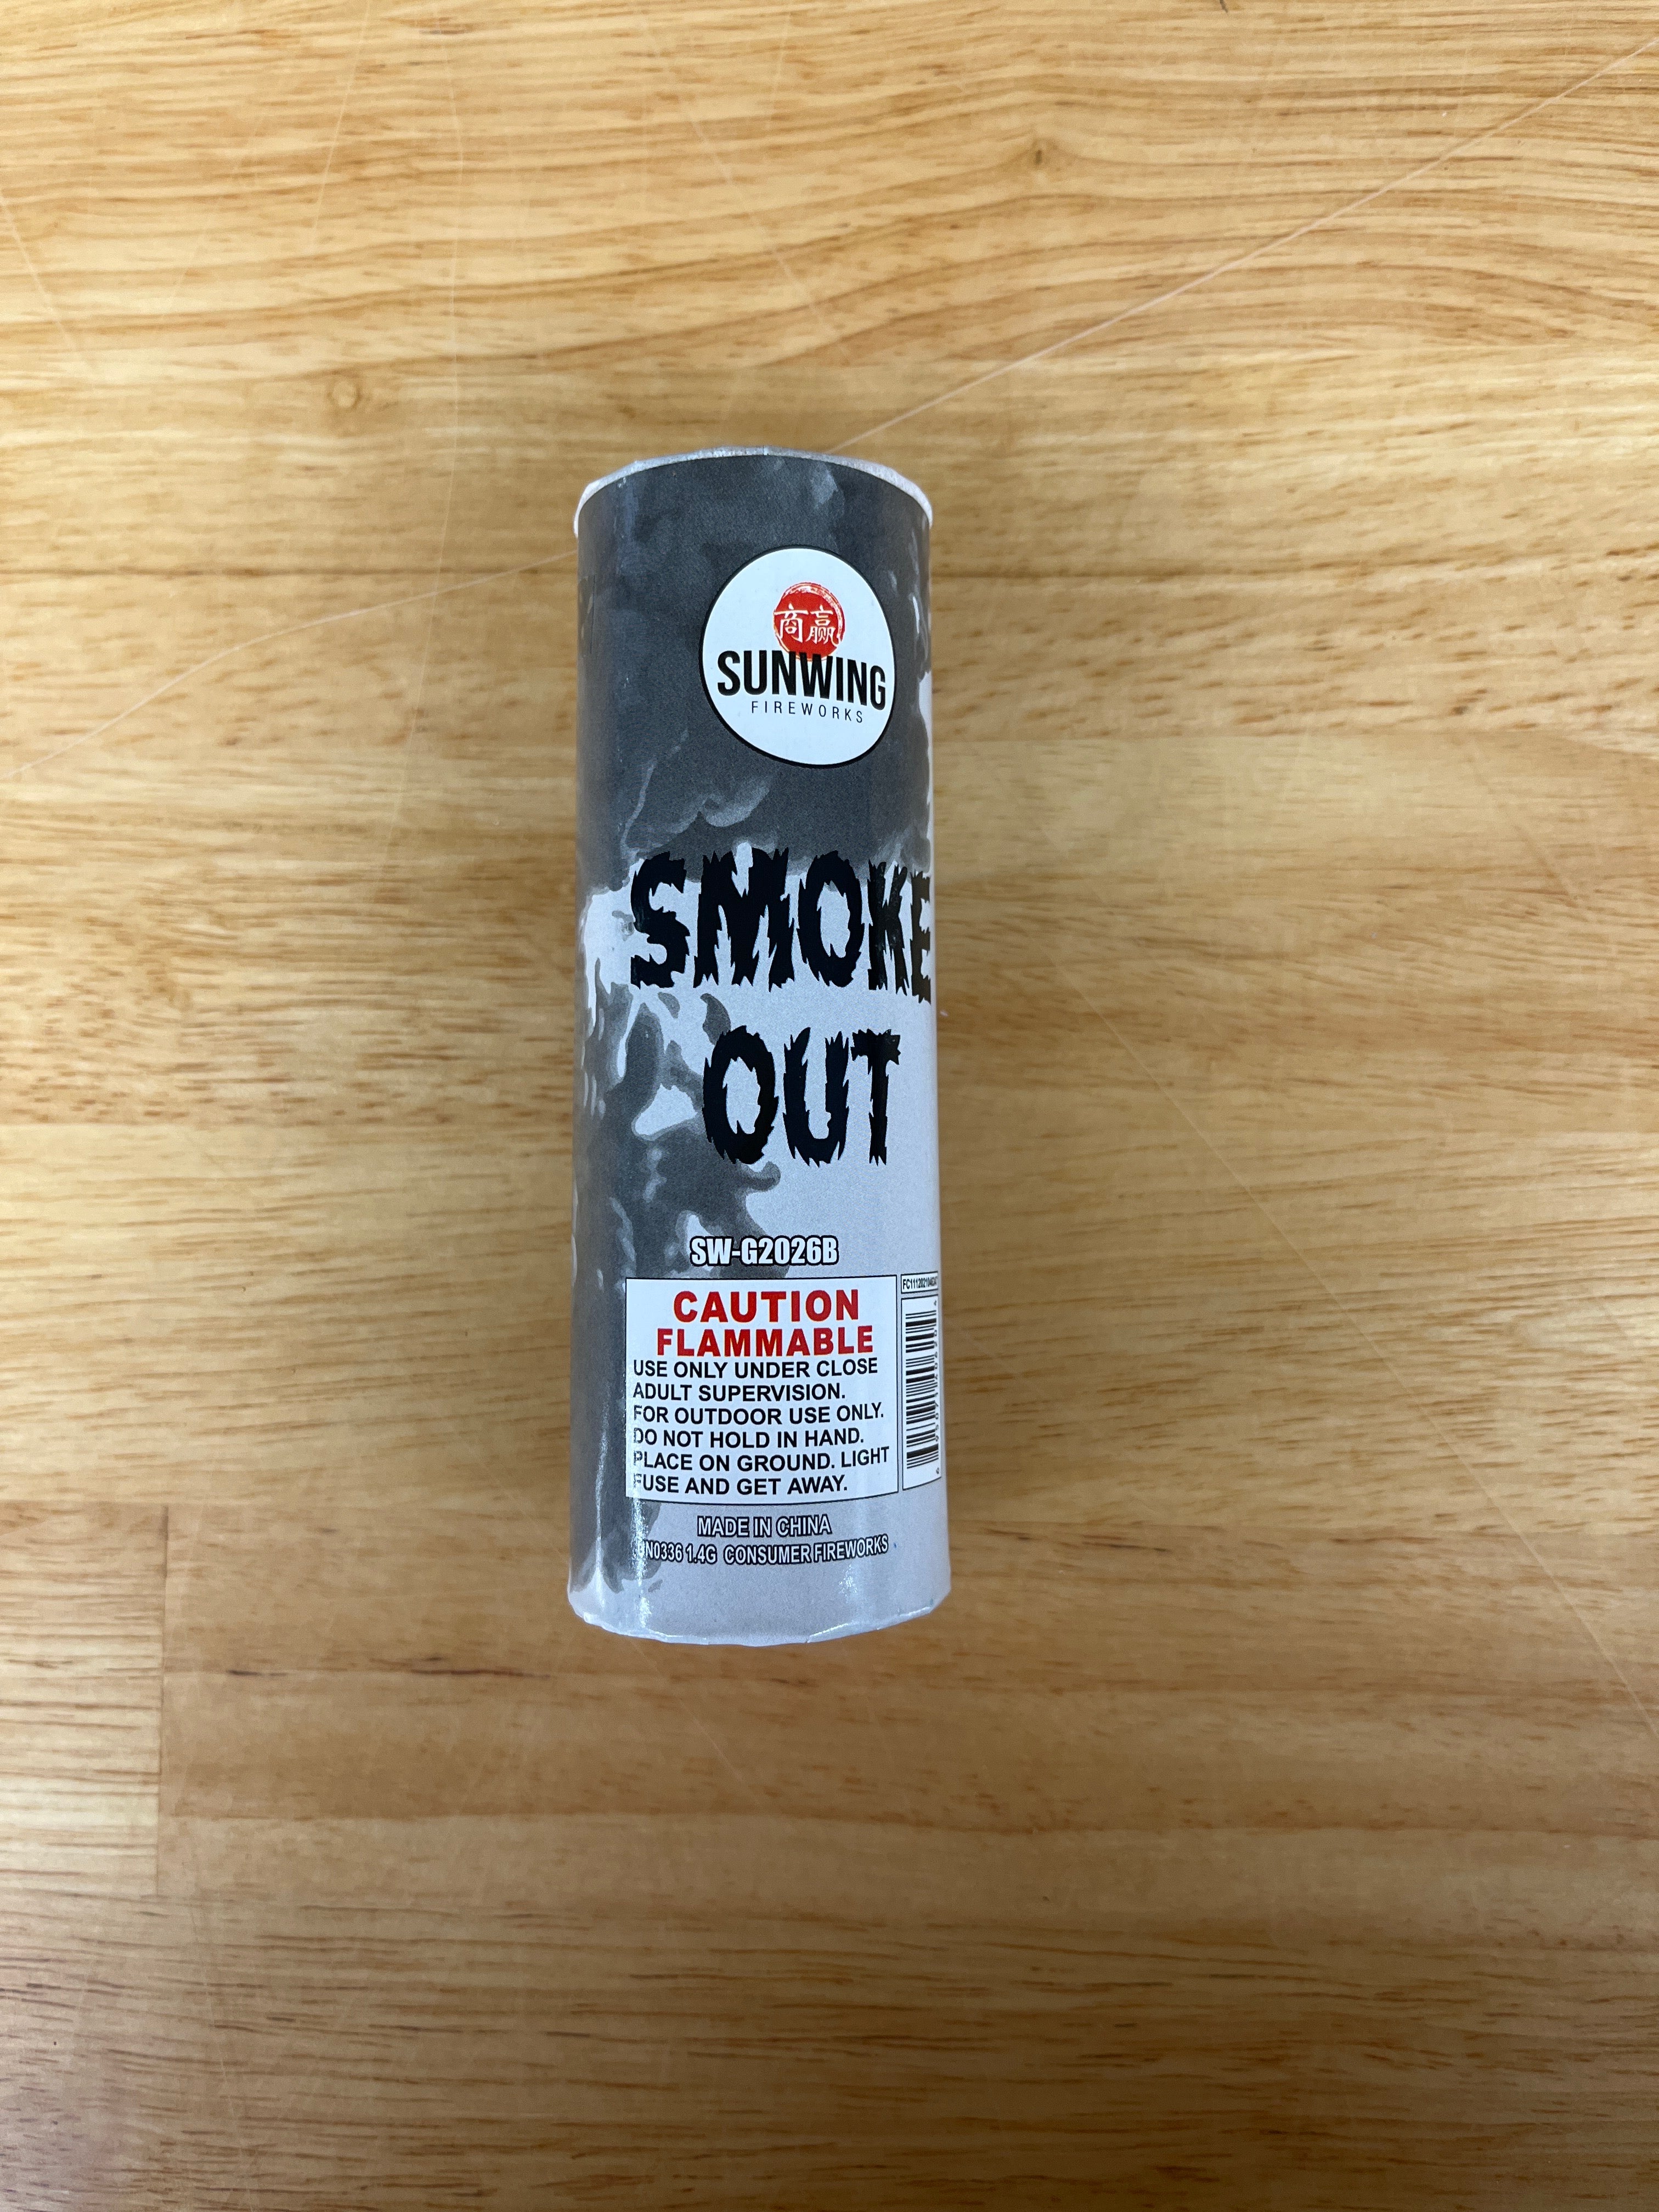 商赢
SUNWING
FIREWORKS
SMOKE
OUT
SW-G2026B
CAUTION
FLAMMABLE
USE ONLY UNDER CLOSE
ADULT SUPERVISION.
FOR OUTDOOR USE ONLY.
DO NOT HOLD IN HAND.
PLACE ON GROUND. LIGHT
FUSE AND GET AWAY.
MADE IN CHINA
UN0336 1.4G CONSUMER FIREWORKS